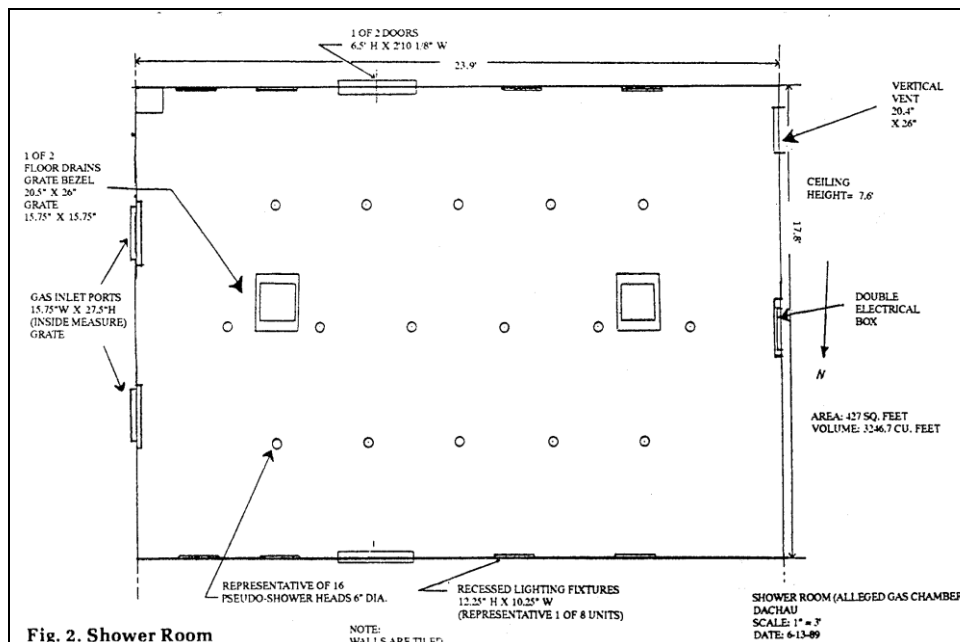 1 OF 2 DOORS
6.5' H X 2'10 1/8" W
23.9'
VERTICAL
VENT
20.4"
X 26"
1 OF 2
FLOOR DRAINS
GRATE BEZEL
20.5" X 26"
GRATE
15.75" X 15.75"
CEILING
HEIGHT= 7.6'
17.8'
GAS INLET PORTS
15.75"W X 27.5"H
(INSIDE MEASURE)
GRATE
DOUBLE
ELECTRICAL
BOX
N
AREA: 427 SQ. FEET
VOLUME: 3246.7 CU. FEET
REPRESENTATIVE OF 16
PSEUDO-SHOWER HEADS 6" DIA.
RECESSED LIGHTING FIXTURES
12.25" H X 10.25" W
(REPRESENTATIVE 1 OF 8 UNITS)
SHOWER ROOM (ALLEGED GAS CHAMBER
DACHAU
SCALE: 1" = 3'
DATE: 6-13-89
Fig. 2. Shower Room
NOTE:
WALLS ARE TILED